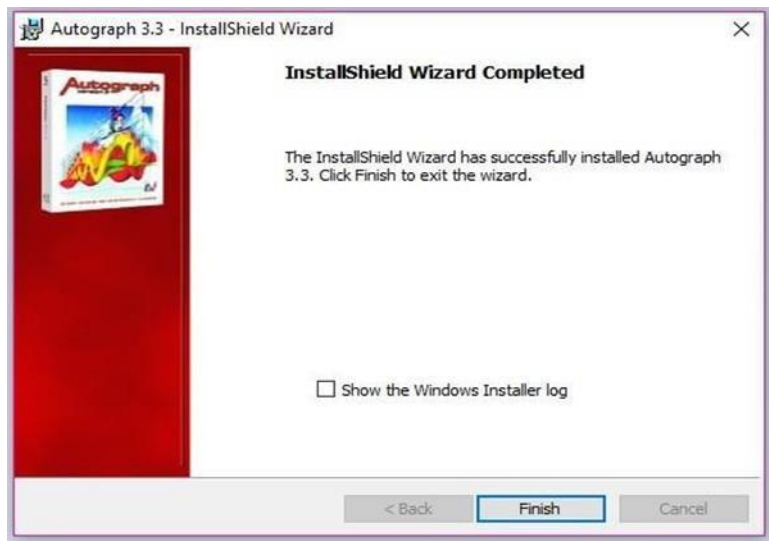 Autograph 3.3 - InstallShield Wizard
InstallShield Wizard Completed
Autograph
The InstallShield Wizard has successfully installed Autograph
3.3. Click Finish to exit the wizard.
Show the Windows Installer log
< Back
Finish
Cancel